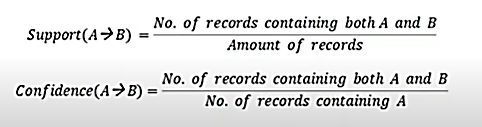 Support(A→B) = No. of records containing both A and B / Amount of records
Confidence(A→B) = No. of records containing both A and B / No. of records containing A